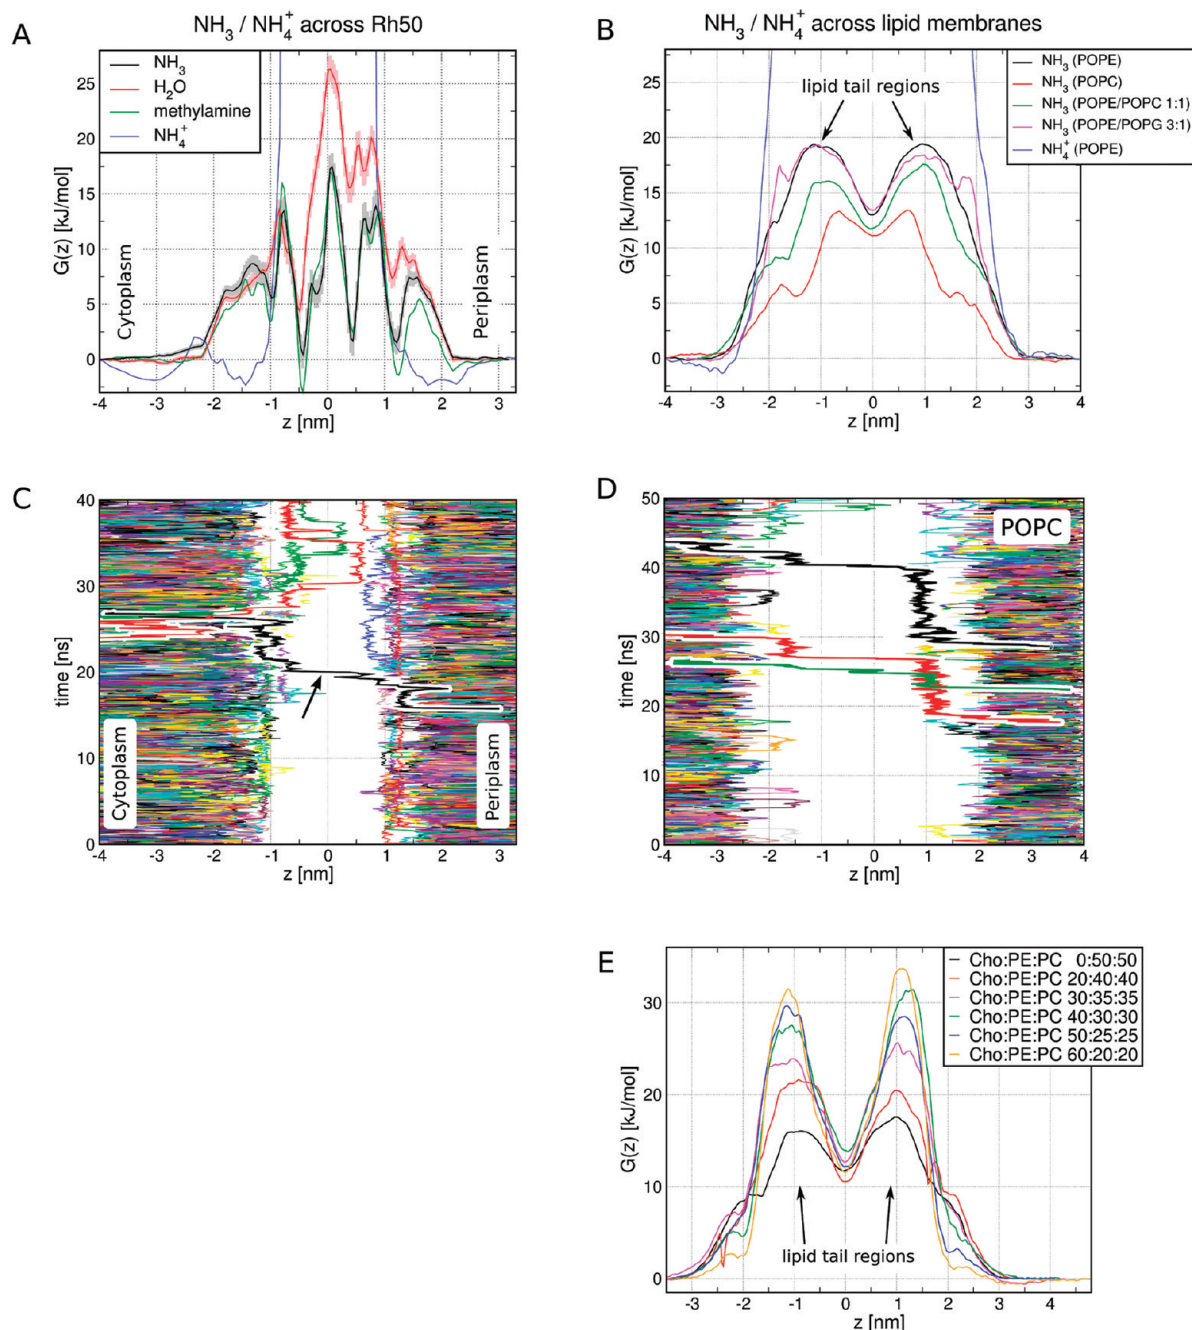 A
NH3 / NH4+ across Rh50
NH3
H2O
methylamine
NH4+
G(z) [kJ/mol]
25
20
15
10
5
0
Cytoplasm
Periplasm
-4 -3 -2 -1 0 1 2 3
z [nm]
B
NH3 / NH4+ across lipid membranes
NH3 (POPE)
NH3 (POPC)
NH3 (POPE/POPC 1:1)
NH3 (POPE/POPG 3:1)
NH4+ (POPE)
lipid tail regions
G(z) [kJ/mol]
25
20
15
10
5
0
-4 -3 -2 -1 0 1 2 3 4
z [nm]
C
time [ns]
40
30
20
10
0
Cytoplasm
Periplasm
-4 -3 -2 -1 0 1 2 3
z [nm]
D
POPC
time [ns]
50
40
30
20
10
0
-4 -3 -2 -1 0 1 2 3 4
z [nm]
E
Cho:PE:PC 0:50:50
Cho:PE:PC 20:40:40
Cho:PE:PC 30:35:35
Cho:PE:PC 40:30:30
Cho:PE:PC 50:25:25
Cho:PE:PC 60:20:20
G(z) [kJ/mol]
30
20
10
0
lipid tail regions
-3 -2 -1 0 1 2 3 4
z [nm]